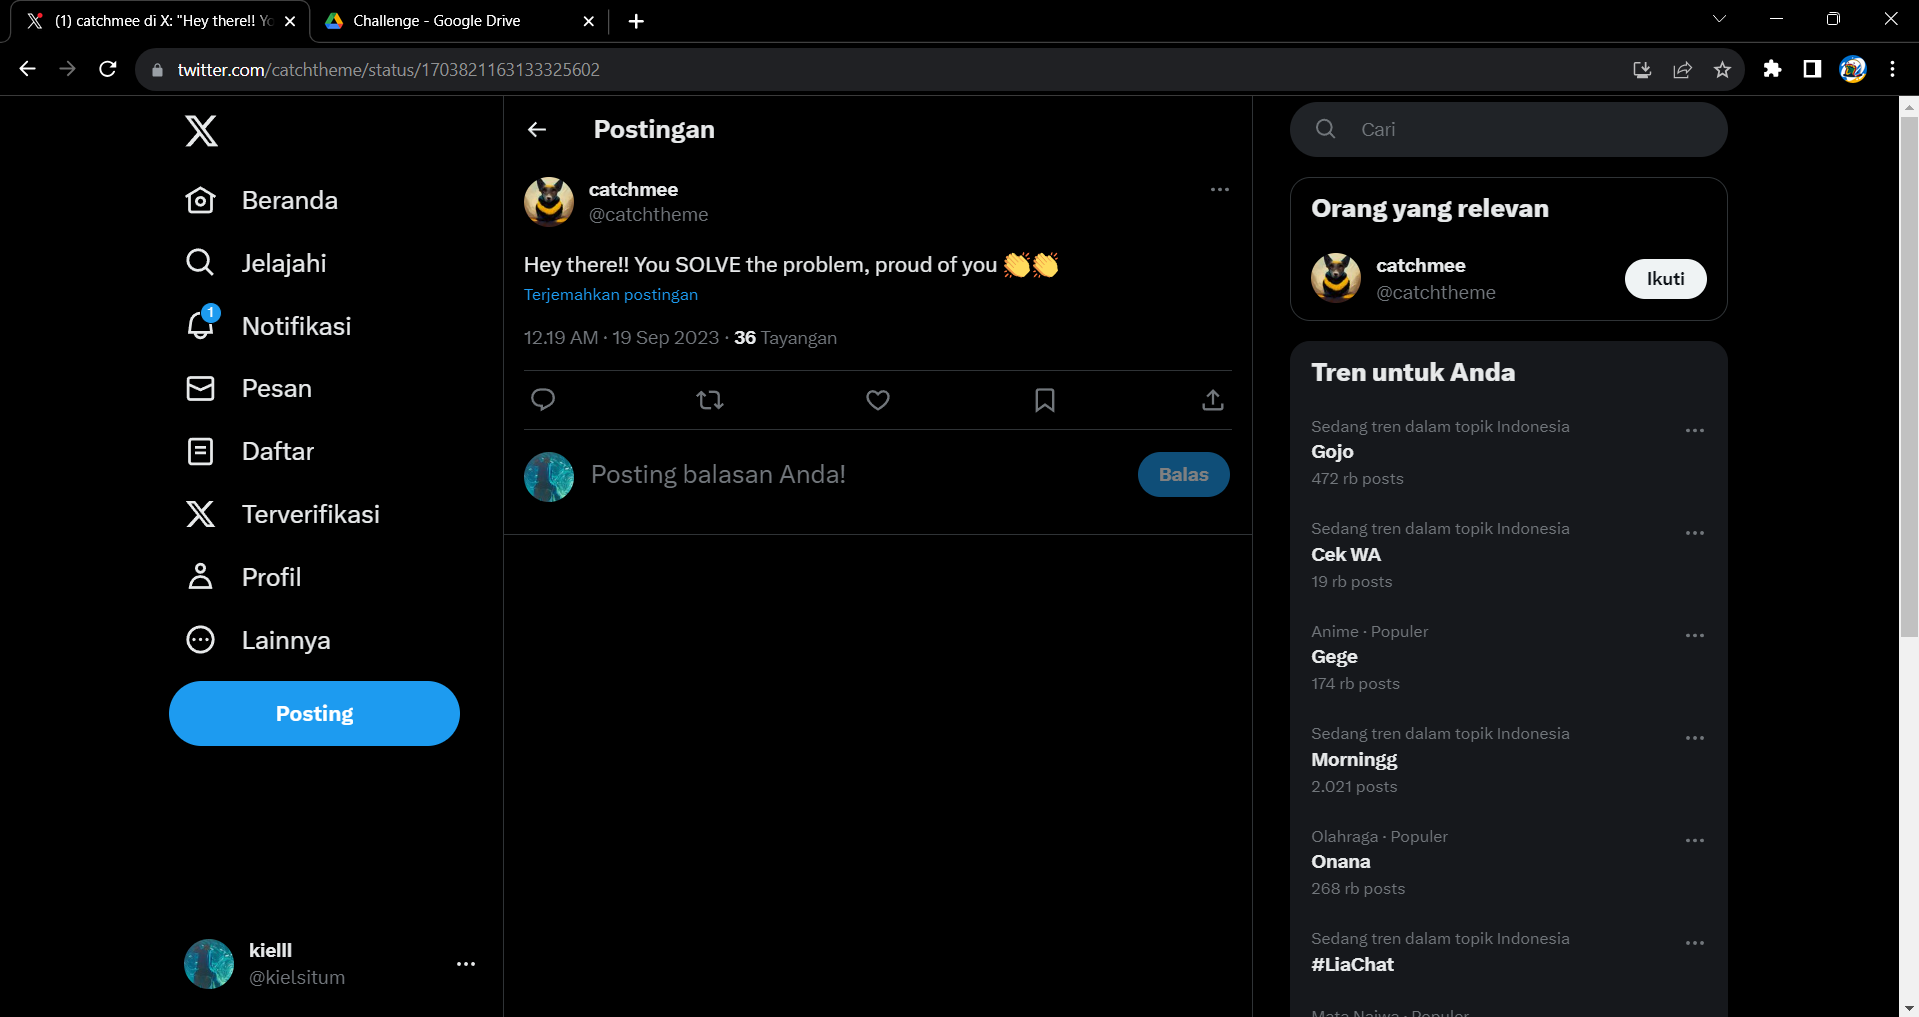 (1) catchmee di X: "Hey there!! Yo
Challenge - Google Drive
twitter.com/catchtheme/status/1703821163133325602
Beranda
Jelajahi
1
Notifikasi
Pesan
Daftar
Terverifikasi
Profil
Lainnya
Posting
kielll
@kielsitum
Postingan
catchmee
@catchtheme
Hey there!! You SOLVE the problem, proud of you 👏👏
Terjemahkan postingan
12.19 AM · 19 Sep 2023 · 36 Tayangan
Posting balasan Anda!
Balas
Cari
Orang yang relevan
catchmee
@catchtheme
Ikuti
Tren untuk Anda
Sedang tren dalam topik Indonesia
Gojo
472 rb posts
Sedang tren dalam topik Indonesia
Cek WA
19 rb posts
Anime · Populer
Gege
174 rb posts
Sedang tren dalam topik Indonesia
Morningg
2.021 posts
Olahraga · Populer
Onana
268 rb posts
Sedang tren dalam topik Indonesia
#LiaChat
Mata Najwa · Populer